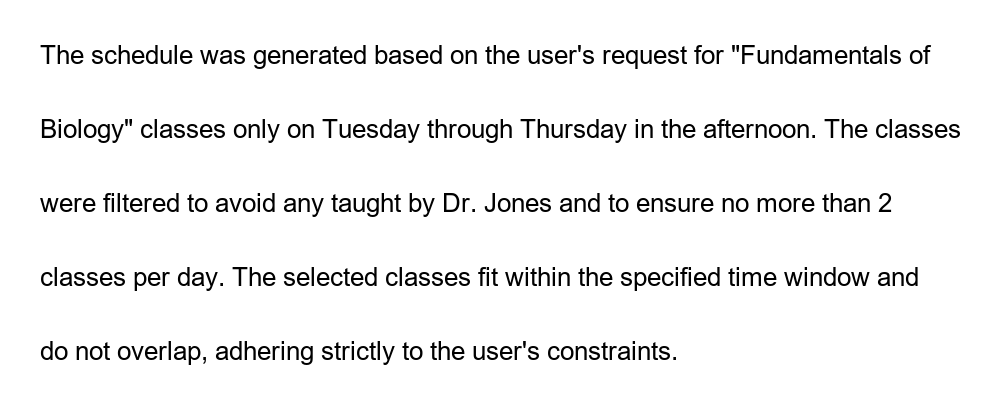 The schedule was generated based on the user's request for "Fundamentals of
Biology" classes only on Tuesday through Thursday in the afternoon. The classes
were filtered to avoid any taught by Dr. Jones and to ensure no more than 2
classes per day. The selected classes fit within the specified time window and
do not overlap, adhering strictly to the user's constraints.